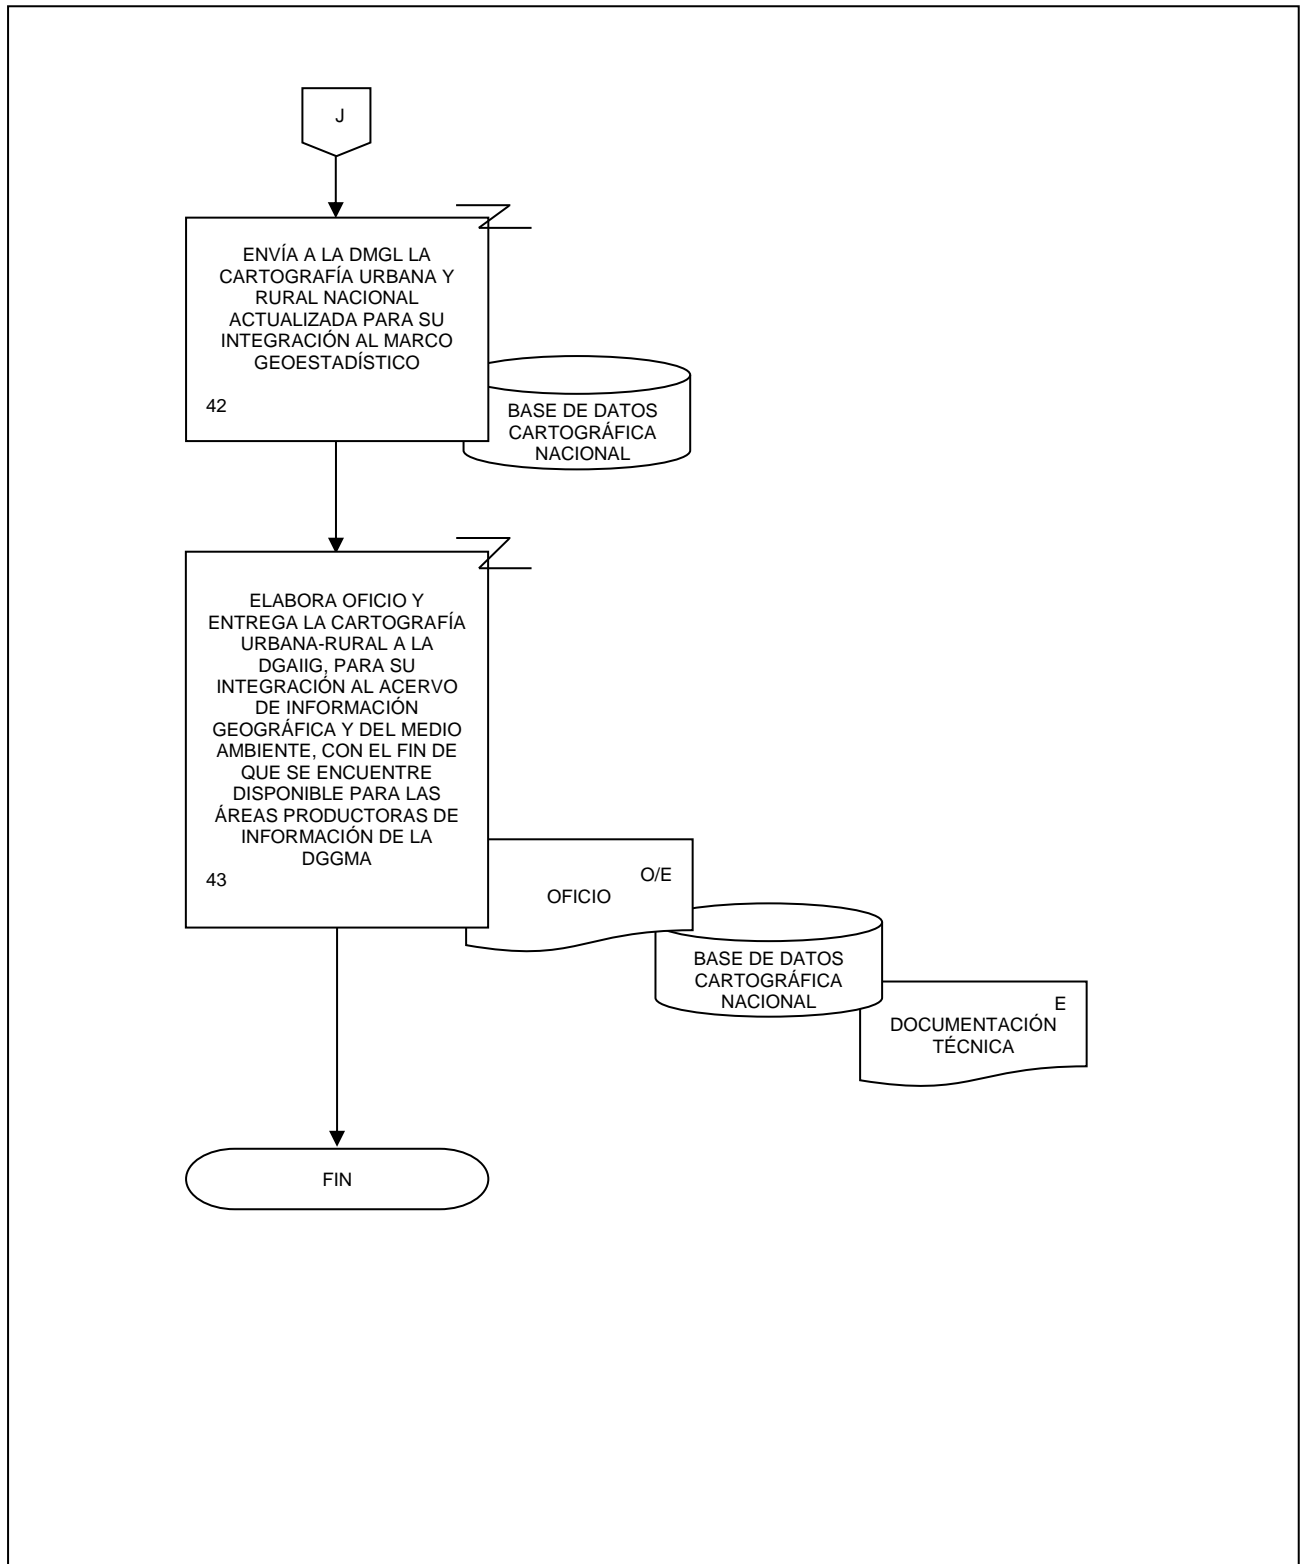 J
ENVÍA A LA DMGL LA
CARTOGRAFÍA URBANA Y
RURAL NACIONAL
ACTUALIZADA PARA SU
INTEGRACIÓN AL MARCO
GEOESTADÍSTICO
42
BASE DE DATOS
CARTOGRÁFICA
NACIONAL
ELABORA OFICIO Y
ENTREGA LA CARTOGRAFÍA
URBANA-RURAL A LA
DGAIIG, PARA SU
INTEGRACIÓN AL ACERVO
DE INFORMACIÓN
GEOGRÁFICA Y DEL MEDIO
AMBIENTE, CON EL FIN DE
QUE SE ENCUENTRE
DISPONIBLE PARA LAS
ÁREAS PRODUCTORAS DE
INFORMACIÓN DE LA
DGGMA
43
O/E
OFICIO
BASE DE DATOS
CARTOGRÁFICA
NACIONAL
E
DOCUMENTACIÓN
TÉCNICA
FIN